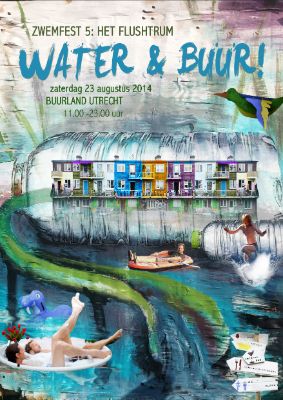 ZWEMFEST 5: HET FLUSHTRUM
WATER & BUUR!
zaterdag 23 augustus 2014
BUURLAND UTRECHT
11.00 -23.00 uur